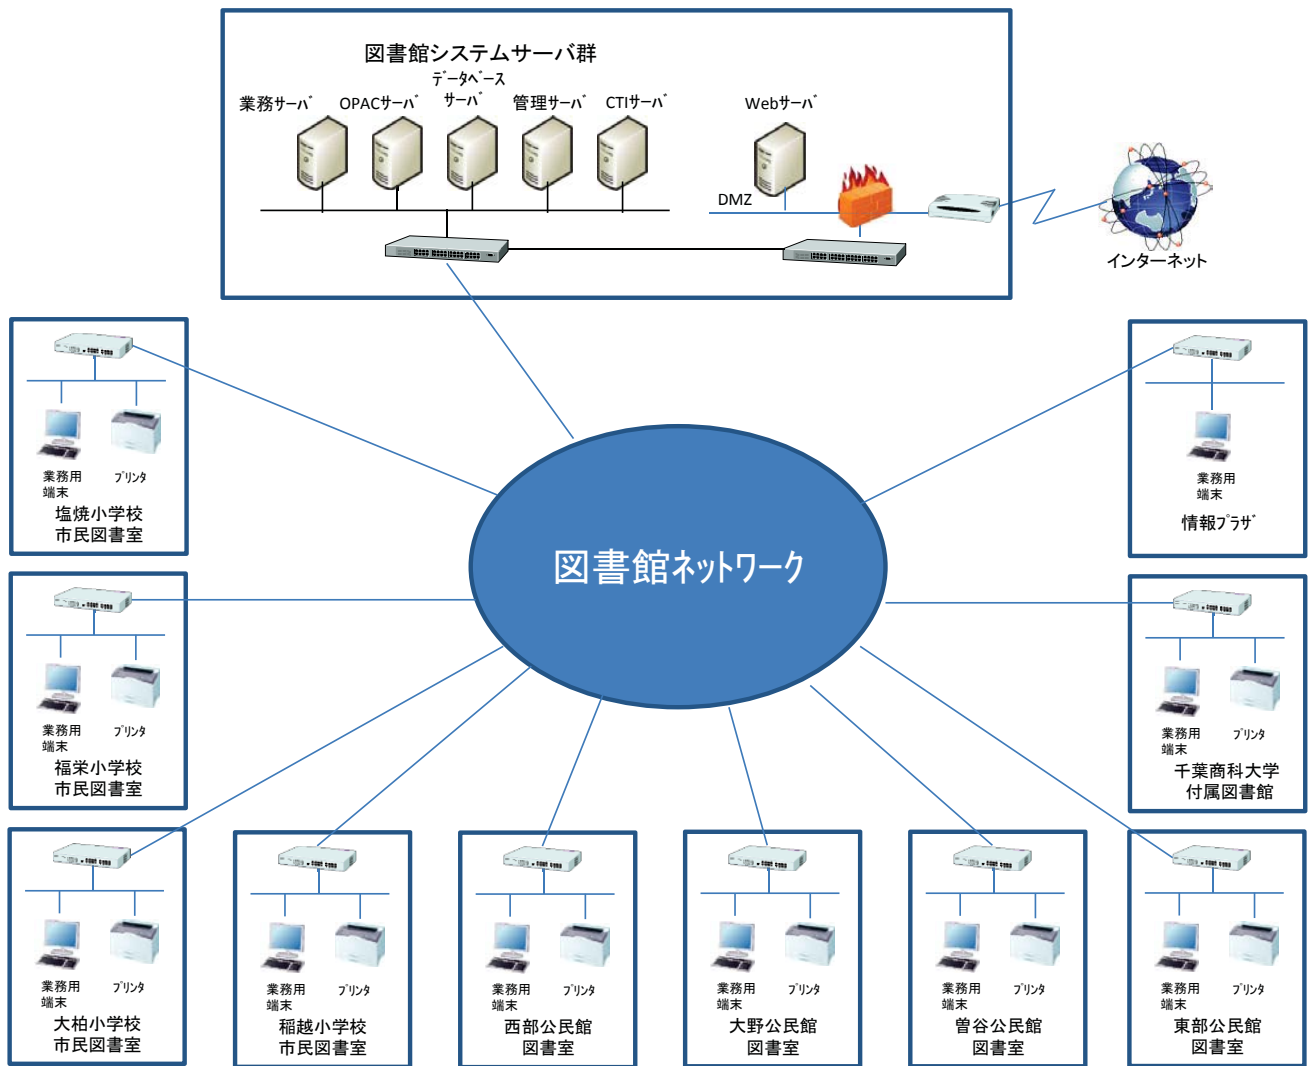 図書館システムサーバ群
業務ｻｰﾊﾞ
OPACｻｰﾊﾞ
ﾃﾞｰﾀﾍﾞｰｽ
ｻｰﾊﾞ
管理ｻｰﾊﾞ
CTIｻｰﾊﾞ
Webｻｰﾊﾞ
DMZ
インターネット
図書館ﾈｯﾄﾜｰｸ
業務用
端末
ﾌﾟﾘﾝﾀ
塩焼小学校
市民図書室
業務用
端末
情報ﾌﾟﾗｻﾞ
業務用
端末
ﾌﾟﾘﾝﾀ
福栄小学校
市民図書室
業務用
端末
ﾌﾟﾘﾝﾀ
千葉商科大学
付属図書館
業務用
端末
ﾌﾟﾘﾝﾀ
大柏小学校
市民図書室
業務用
端末
ﾌﾟﾘﾝﾀ
稲越小学校
市民図書室
業務用
端末
ﾌﾟﾘﾝﾀ
西部公民館
図書室
業務用
端末
ﾌﾟﾘﾝﾀ
大野公民館
図書室
業務用
端末
ﾌﾟﾘﾝﾀ
曽谷公民館
図書室
業務用
端末
ﾌﾟﾘﾝﾀ
東部公民館
図書室